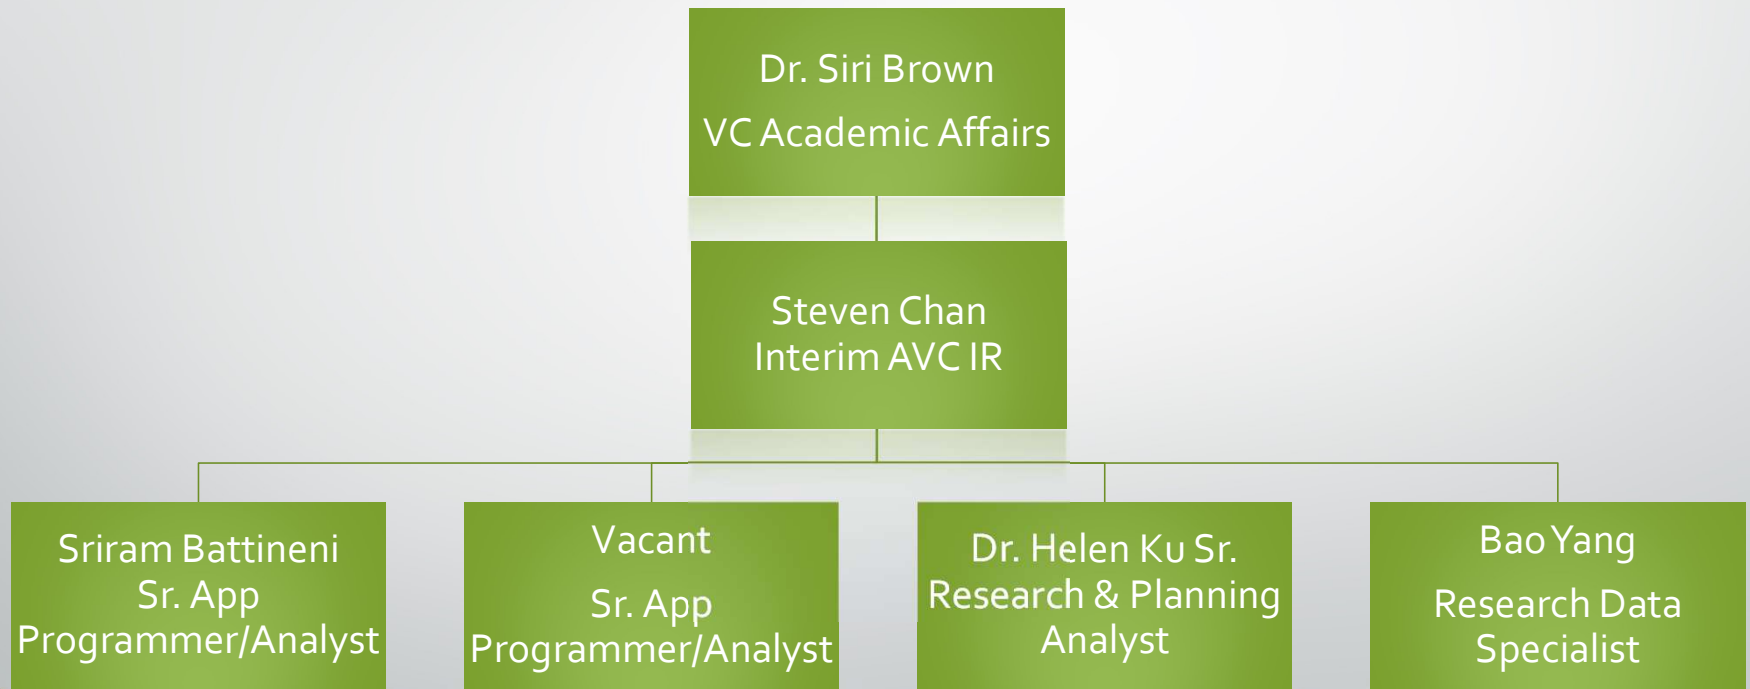 Dr. Siri Brown
VC Academic Affairs
Steven Chan
Interim AVC IR
Sriram Battineni
Sr. App
Programmer/Analyst
Vacant
Sr. App
Programmer/Analyst
Dr. Helen Ku Sr.
Research & Planning
Analyst
Bao Yang
Research Data
Specialist